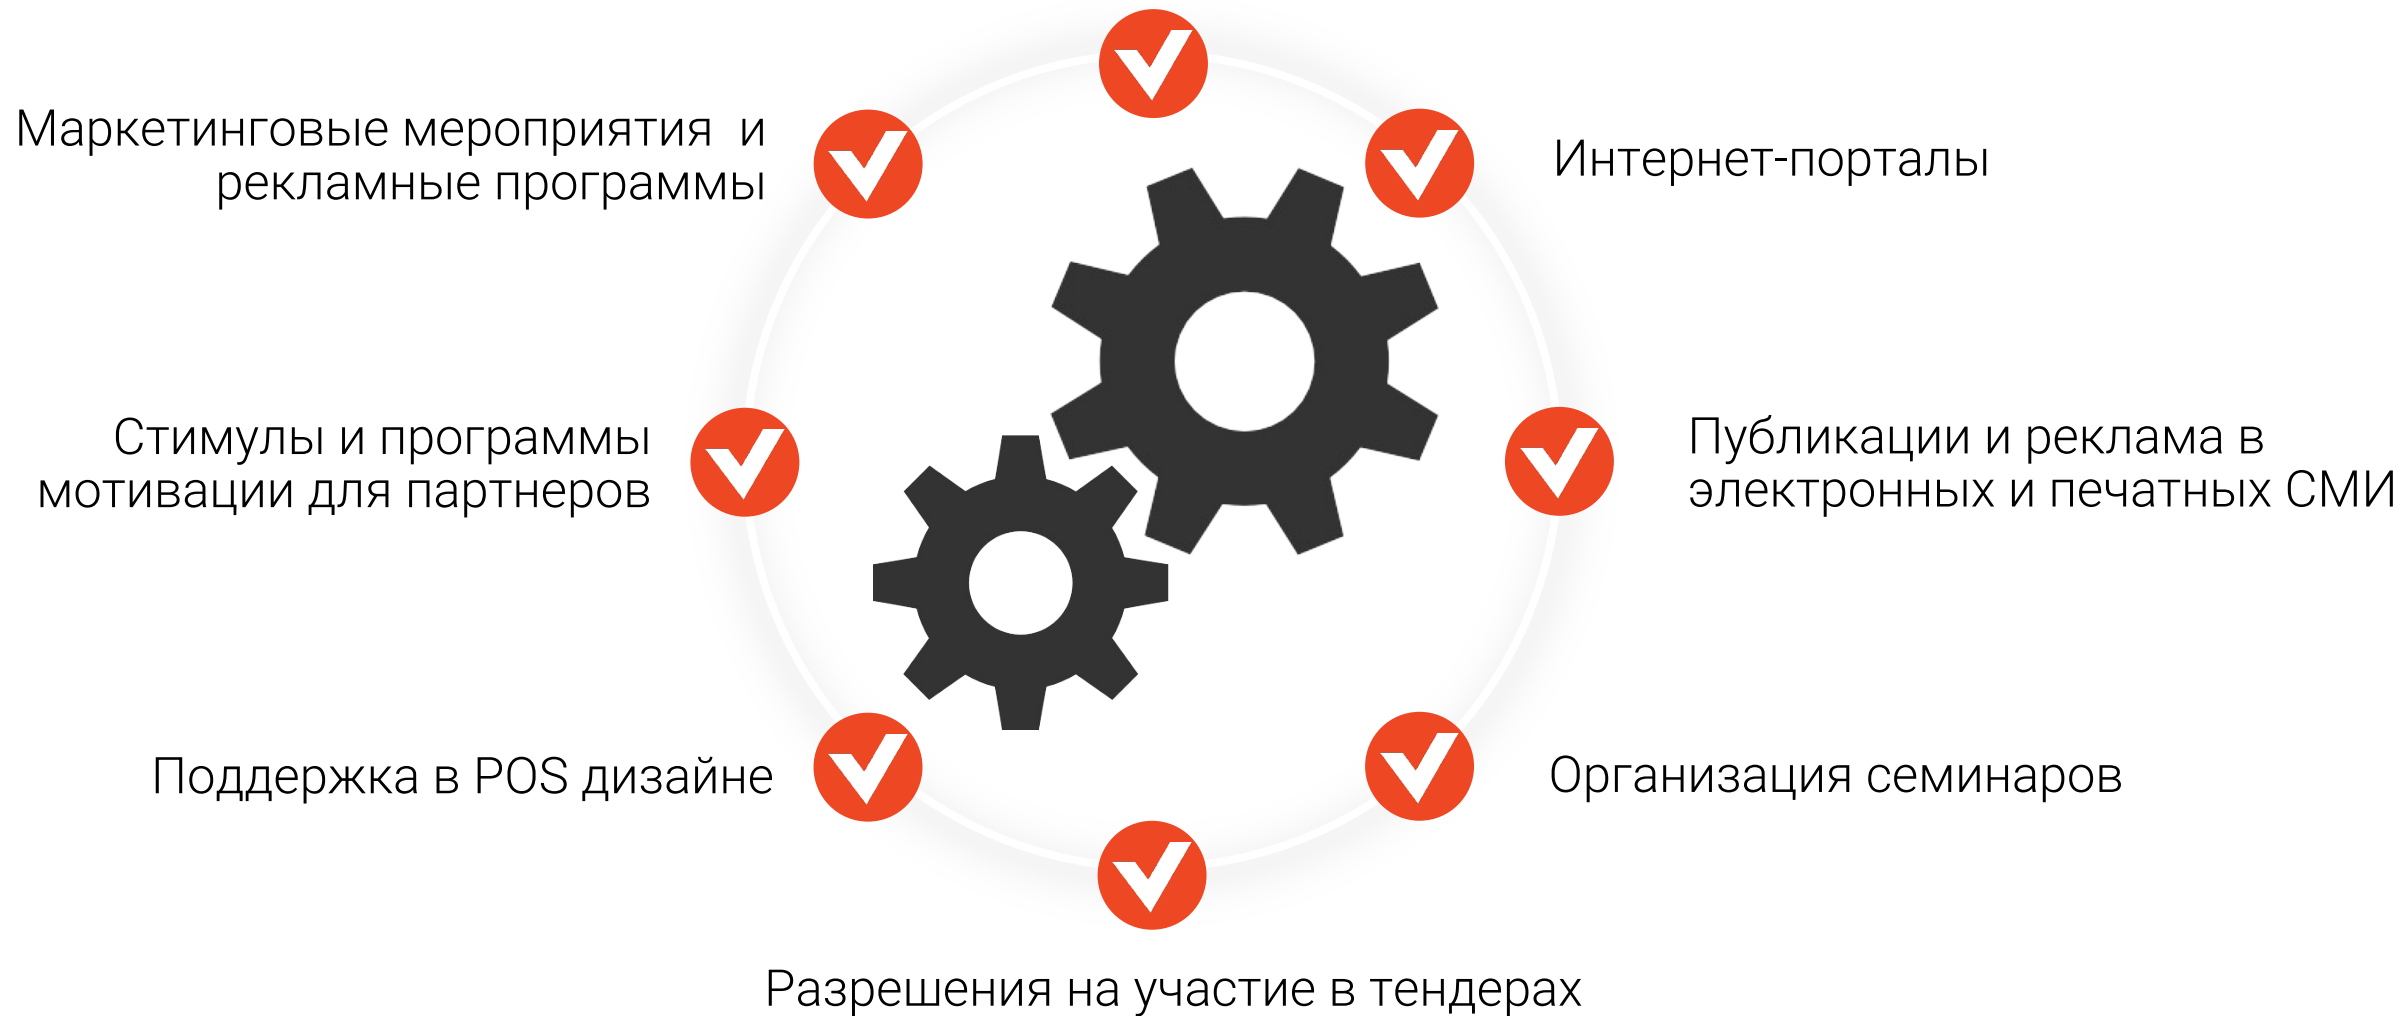 Маркетинговые мероприятия и
рекламные программы
Интернет-порталы
Стимулы и программы
мотивации для партнеров
Публикации и реклама в
электронных и печатных СМИ
Поддержка в POS дизайне
Организация семинаров
Разрешения на участие в тендерах